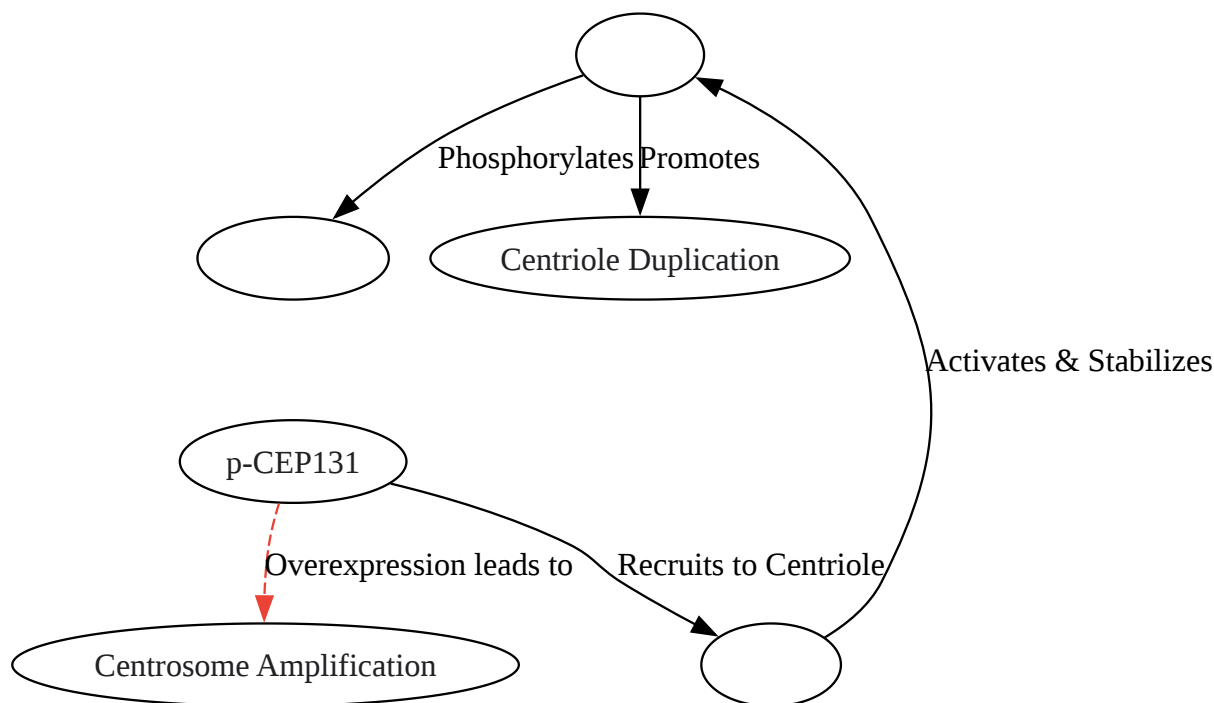 Phosphorylates
Promotes
Centriole Duplication
Activates & Stabilizes
p-CEP131
Overexpression leads to
Recruits to Centriole
Centrosome Amplification